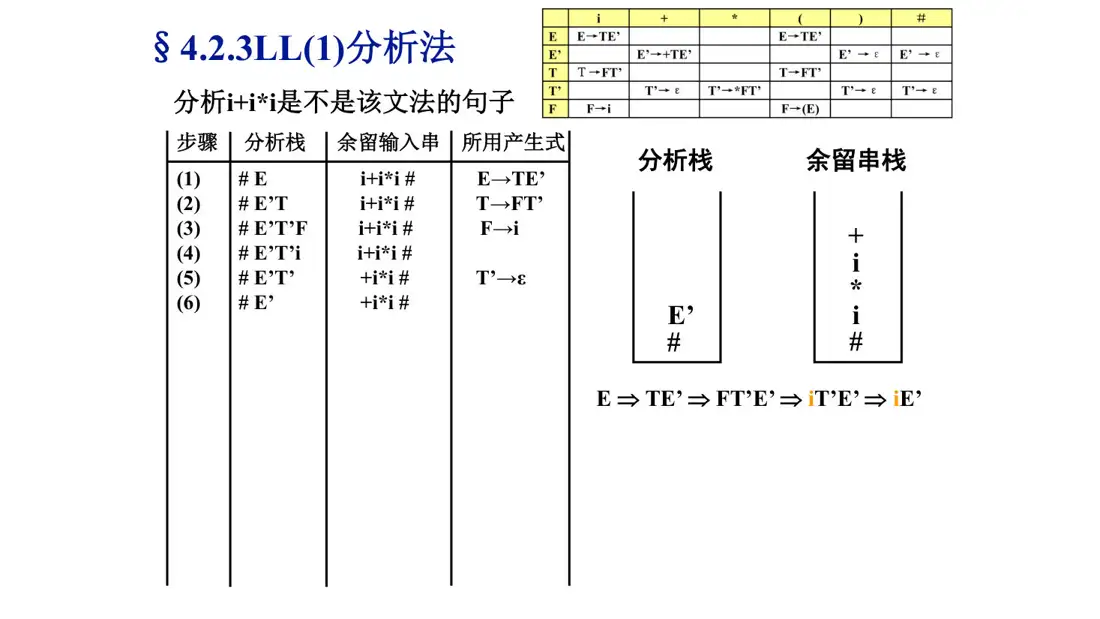 §4.2.3LL(1)分析法
i + * ( ) #
E E→TE’ E→TE’
E’ E’→+TE’ E’→ε E’→ε
T T→FT’ T→FT’
T’ T’→ε T’→*FT’ T’→ε T’→ε
F F→i F→(E)
分析i+i*i是不是该文法的句子
步骤 分析栈 余留输入串 所用产生式
(1) # E i+i*i # E→TE’
(2) # E’T i+i*i # T→FT’
(3) # E’T’F i+i*i # F→i
(4) # E’T’i i+i*i #
(5) # E’T’ +i*i # T’→ε
(6) # E’ +i*i #
分析栈 余留串栈
+
i
*
E’ i
# #
E ⇒ TE’ ⇒ FT’E’ ⇒ iT’E’ ⇒ iE’